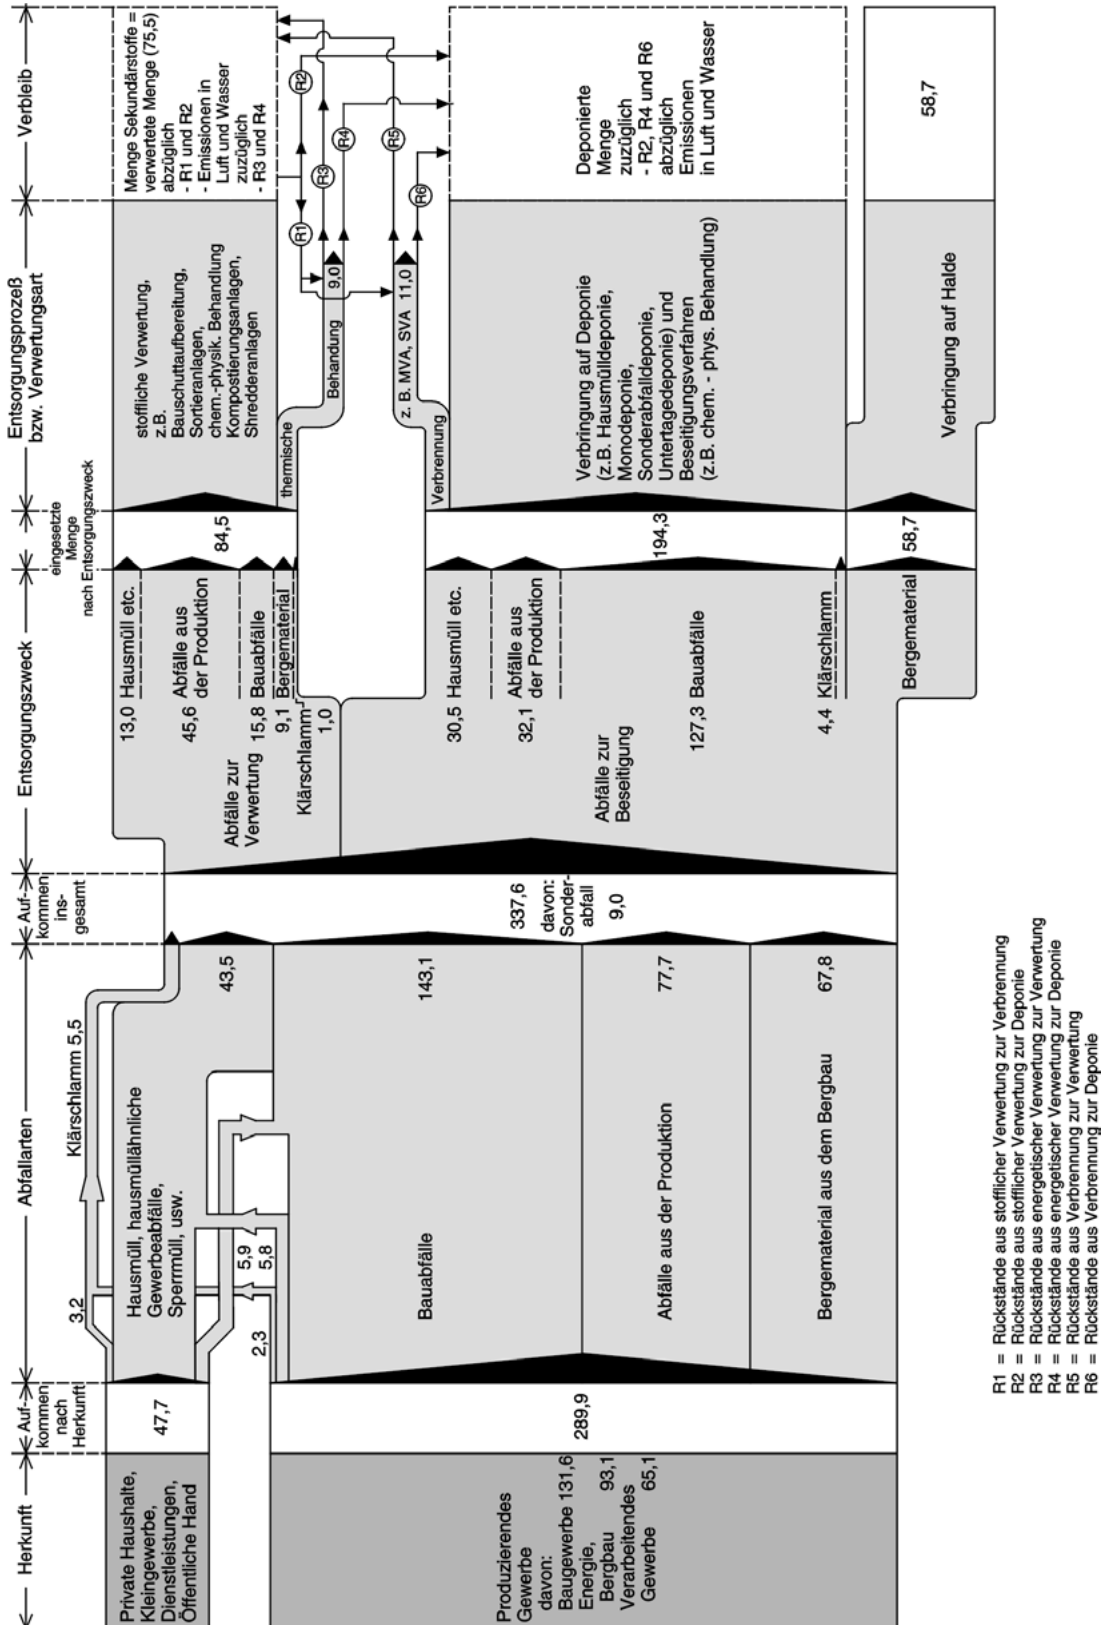 Herkunft
Auf-
kommen
nach
Herkunft
Abfallarten
Auf-
kommen
ins-
gesamt
Entsorgungszweck
eingesetzte
Menge
nach Entsorgungszweck
Entsorgungsprozeß
bzw. Verwertungsart
Verbleib
Private Haushalte,
Kleingewerbe,
Dienstleistungen,
Öffentliche Hand
Produzierendes
Gewerbe
davon:
Baugewerbe 131,6
Energie,
Bergbau 93,1
Verarbeitendes
Gewerbe 65,1
47,7
289,9
3,2
Klärschlamm 5,5
Hausmüll, hausmüllähnliche
Gewerbeabfälle,
Sperrmüll, usw.
43,5
5,9
5,8
2,3
Bauabfälle
143,1
Abfälle aus der Produktion
77,7
Bergematerial aus dem Bergbau
67,8
337,6
davon:
Sonder-
abfall
9,0
Abfälle zur
Verwertung
13,0 Hausmüll etc.
45,6 Abfälle aus
der Produktion
15,8 Bauabfälle
9,1 Bergematerial
Klärschlamm
1,0
Abfälle zur
Beseitigung
30,5 Hausmüll etc.
32,1 Abfälle aus
der Produktion
127,3 Bauabfälle
4,4 Klärschlamm
Bergematerial
84,5
194,3
58,7
stoffliche Verwertung,
z.B.
Bauschuttaufbereitung,
Sortieranlagen,
chem.-physik. Behandlung
Kompostierungsanlagen,
Shredderanlagen
thermische
Behandung
9,0
Verbrennung
z. B. MVA, SVA 11,0
Verbringung auf Deponie
(z.B. Hausmülldeponie,
Monodeponie,
Sonderabfalldeponie,
Untertagedeponie) und
Beseitigungsverfahren
(z.B. chem. - phys. Behandlung)
Verbringung auf Halde
Menge Sekundärstoffe =
verwertete Menge (75,5)
abzüglich
- R1 und R2
- Emissionen in
Luft und Wasser
zuzüglich
- R3 und R4
R1
R2
R3
R4
R5
R6
Deponierte
Menge
zuzüglich
- R2, R4 und R6
abzüglich
Emissionen
in Luft und Wasser
58,7
R1 = Rückstände aus stofflicher Verwertung zur Verbrennung
R2 = Rückstände aus stofflicher Verwertung zur Deponie
R3 = Rückstände aus energetischer Verwertung zur Verwertung
R4 = Rückstände aus energetischer Verwertung zur Deponie
R5 = Rückstände aus Verbrennung zur Verwertung
R6 = Rückstände aus Verbrennung zur Deponie